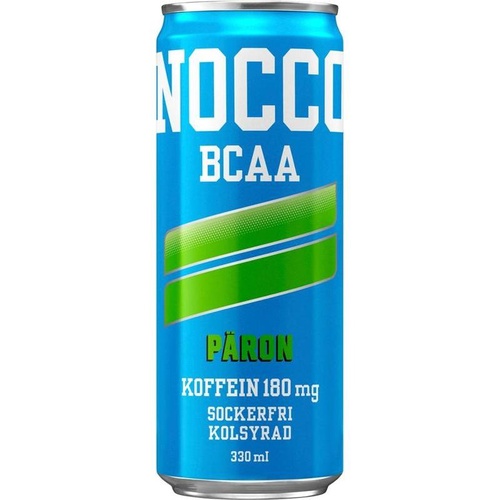 NOCCO
BCAA
PÄRON
KOFFEIN 180 mg
SOCKERFRI
KOLSYRAD
330 ml